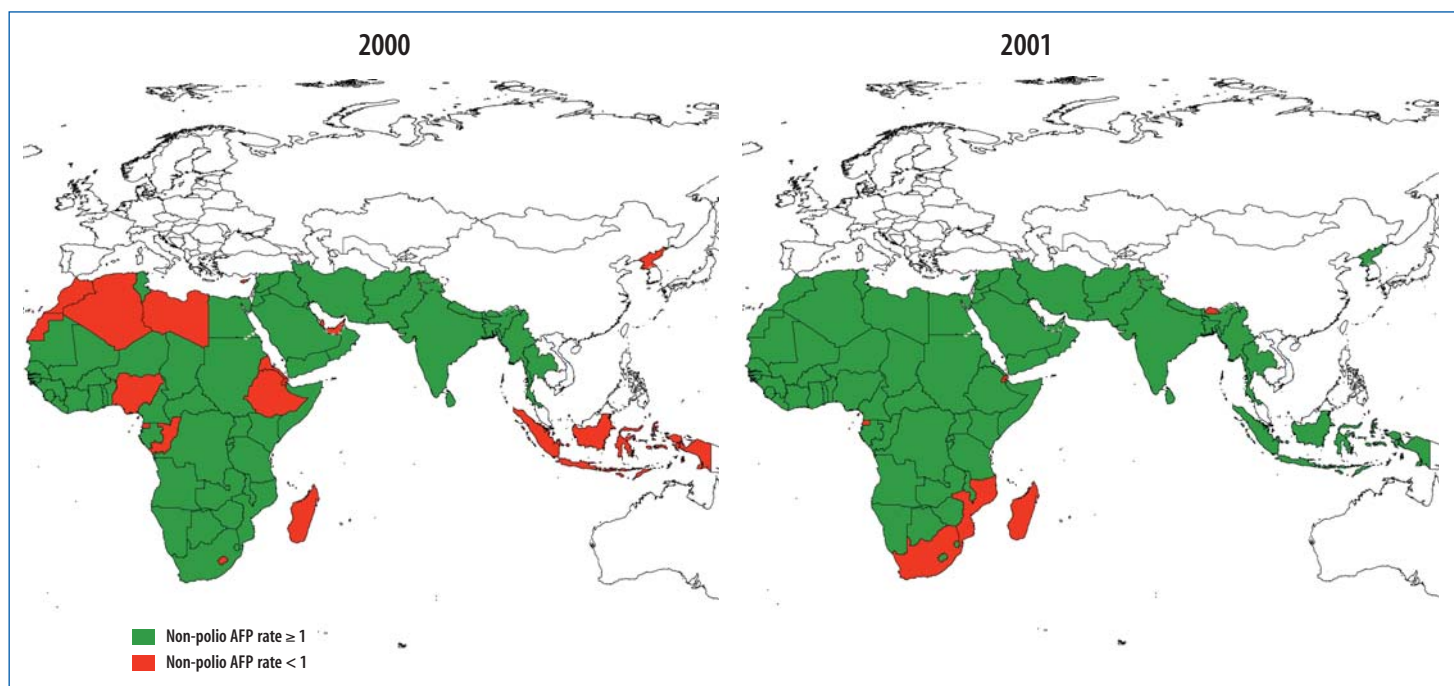 2000
2001
Non-polio AFP rate ≥ 1
Non-polio AFP rate < 1